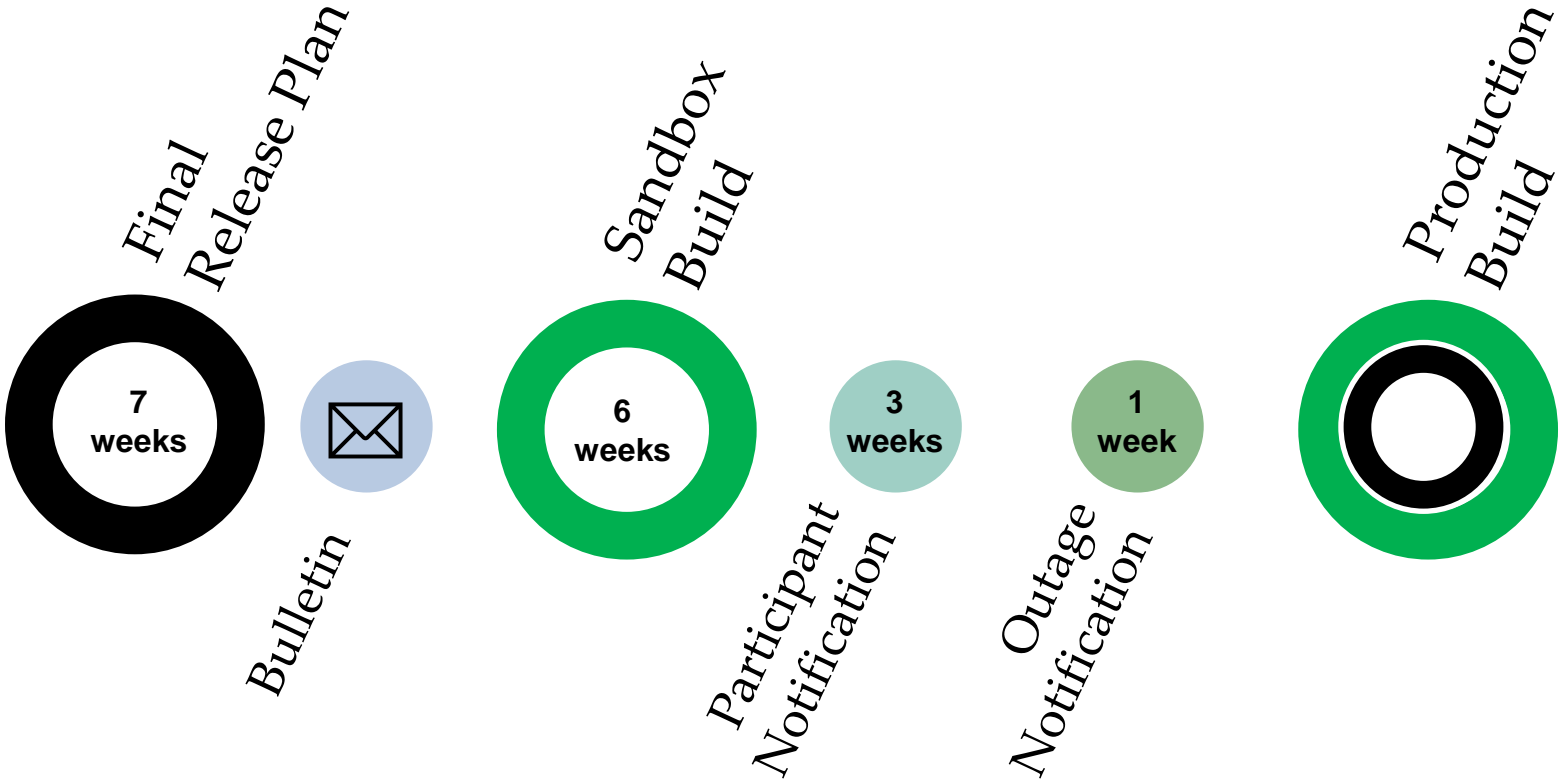 Final
Release Plan
7
weeks
Bulletin
Sandbox
Build
6
weeks
3
weeks
Participant
Notification
1
week
Outage
Notification
Production
Build